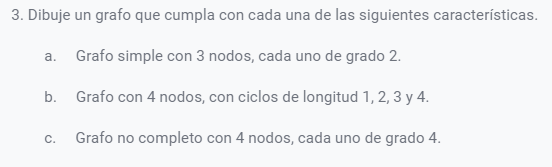 3. Dibuje un grafo que cumpla con cada una de las siguientes características.
a. Grafo simple con 3 nodos, cada uno de grado 2.
b. Grafo con 4 nodos, con ciclos de longitud 1, 2, 3 y 4.
c. Grafo no completo con 4 nodos, cada uno de grado 4.